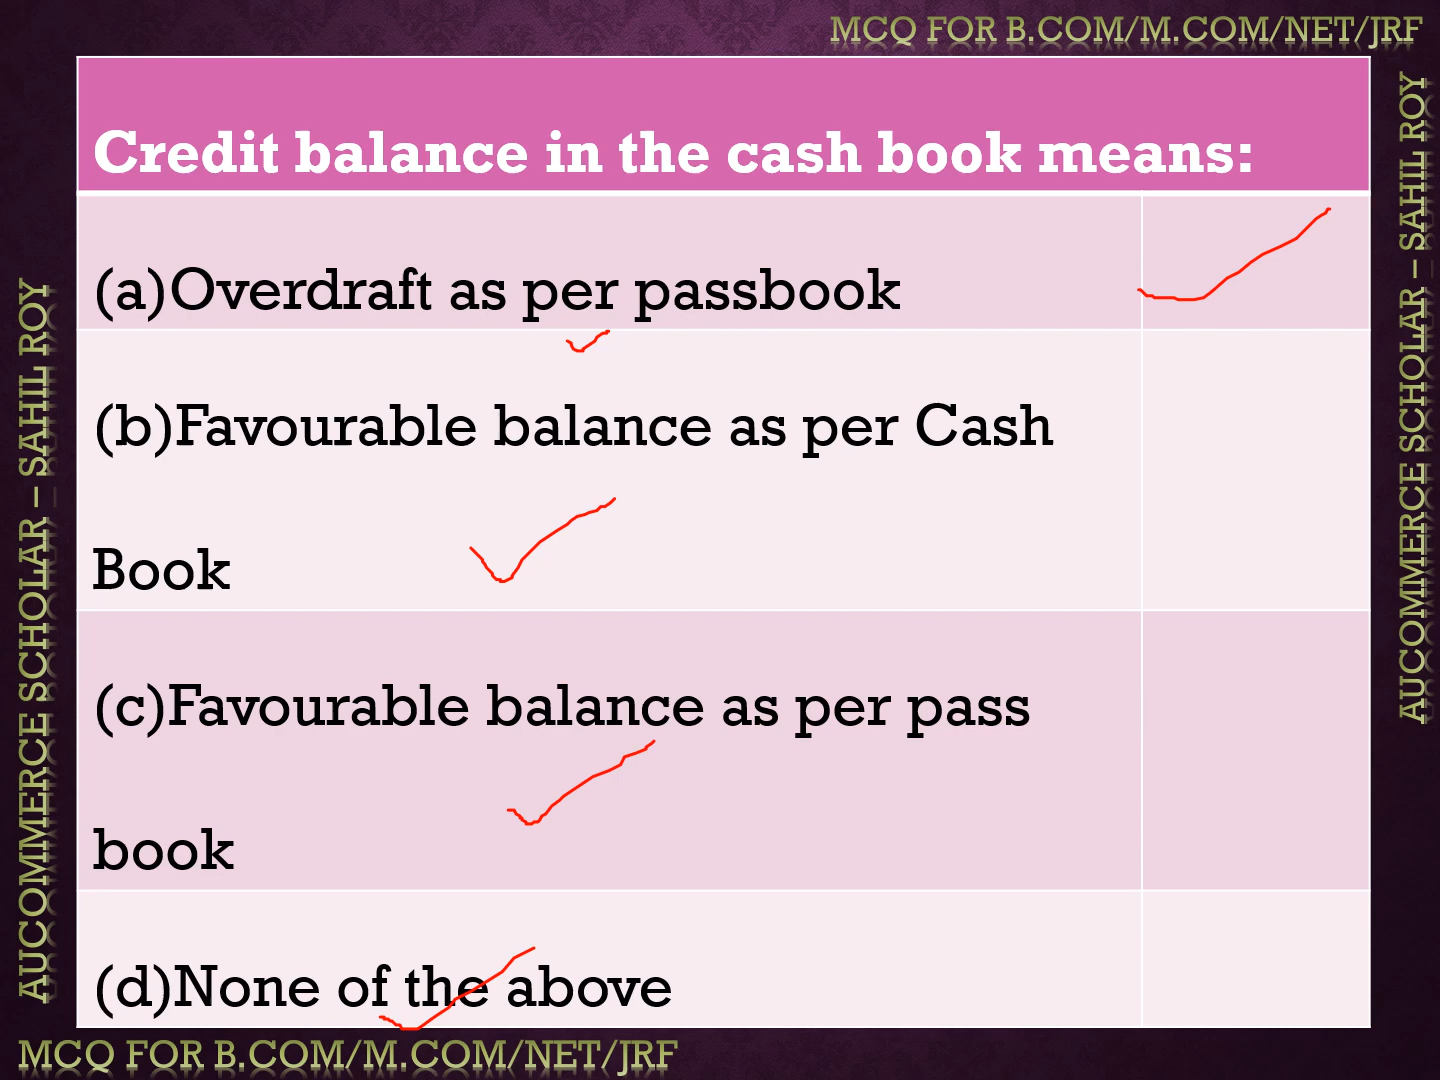 MCQ FOR B.COM/M.COM/NET/JRF
Credit balance in the cash book means:
(a)Overdraft as per passbook
(b)Favourable balance as per Cash
Book
(c)Favourable balance as per pass
book
(d)None of the above
AUCOMMERCE SCHOLAR – SAHIL ROY
AUCOMMERCE SCHOLAR – SAHIL ROY
MCQ FOR B.COM/M.COM/NET/JRF